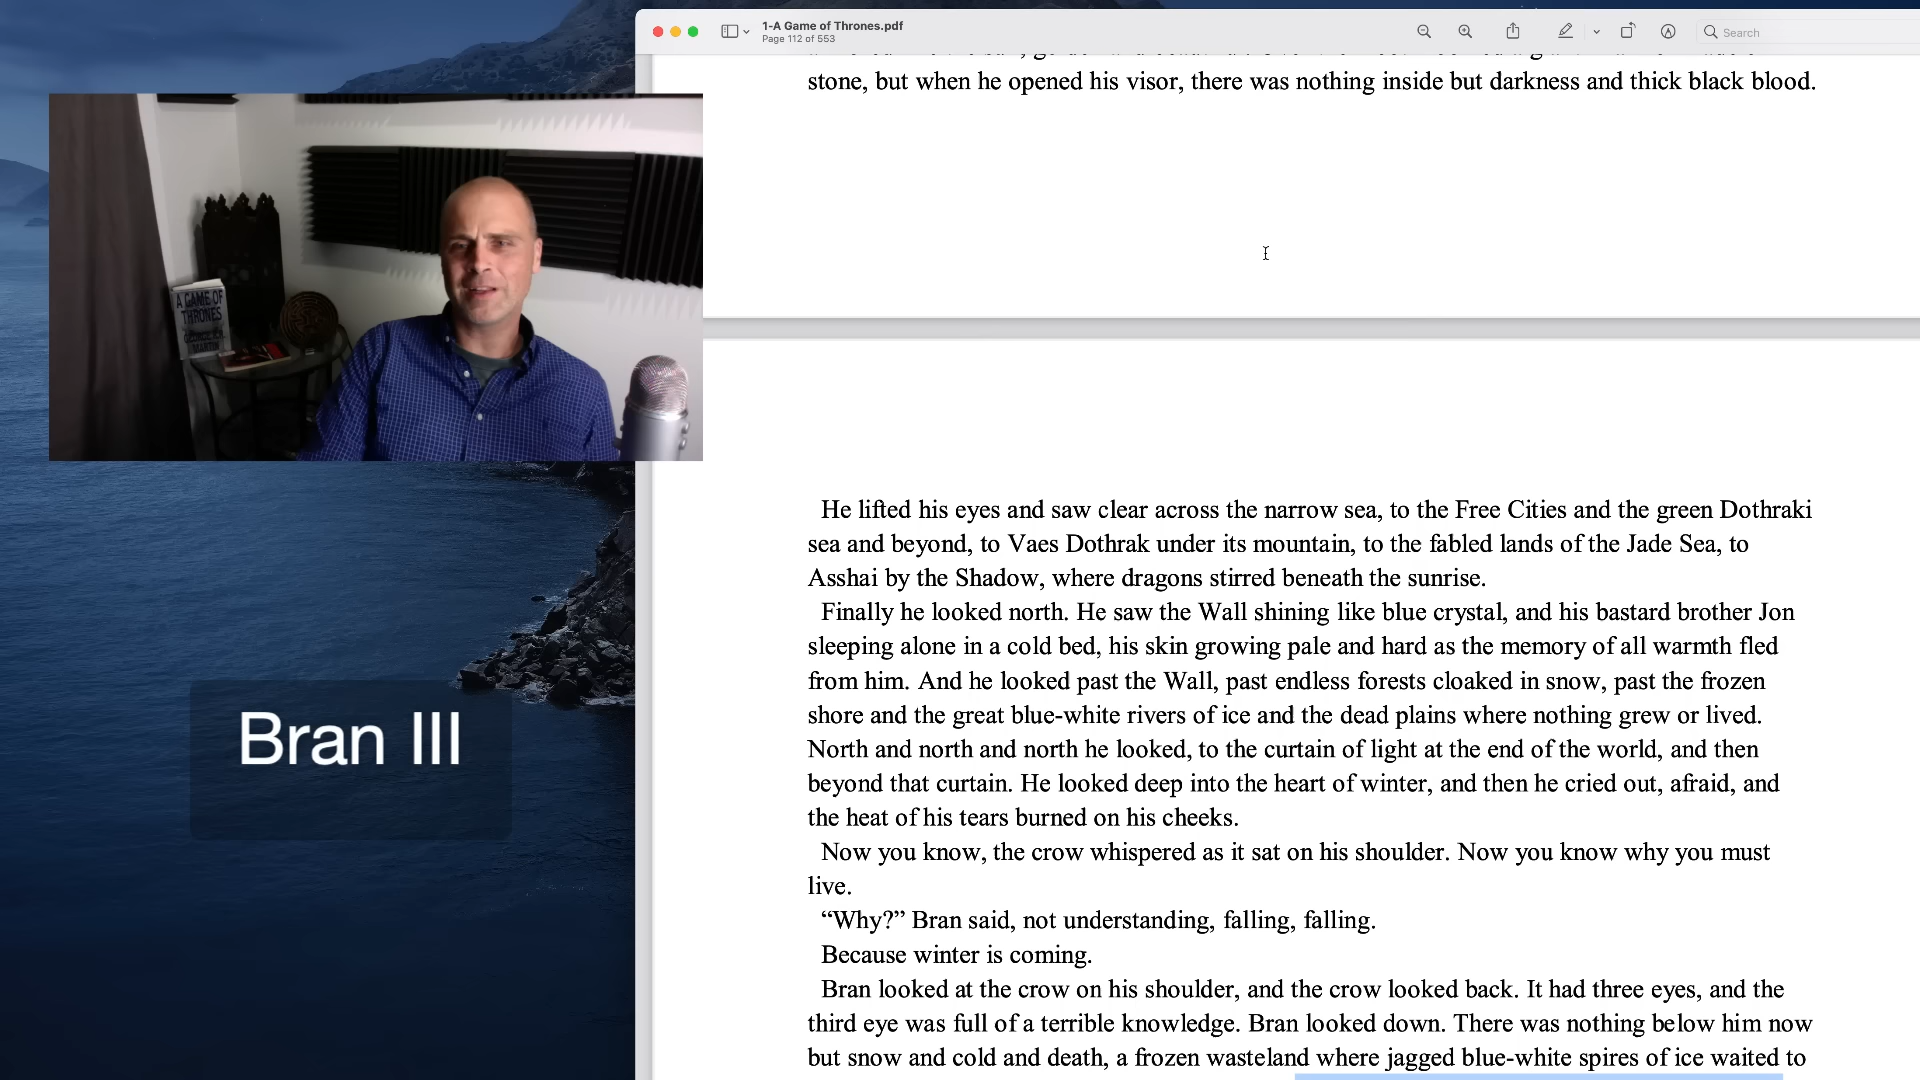 1-A Game of Thrones.pdf
Page 112 of 553
Search
stone, but when he opened his visor, there was nothing inside but darkness and thick black blood.
A GAME OF
THRONES
GEORGE R.R.
MARTIN
He lifted his eyes and saw clear across the narrow sea, to the Free Cities and the green Dothraki
sea and beyond, to Vaes Dothrak under its mountain, to the fabled lands of the Jade Sea, to
Asshai by the Shadow, where dragons stirred beneath the sunrise.
Finally he looked north. He saw the Wall shining like blue crystal, and his bastard brother Jon
sleeping alone in a cold bed, his skin growing pale and hard as the memory of all warmth fled
from him. And he looked past the Wall, past endless forests cloaked in snow, past the frozen
shore and the great blue-white rivers of ice and the dead plains where nothing grew or lived.
North and north and north he looked, to the curtain of light at the end of the world, and then
beyond that curtain. He looked deep into the heart of winter, and then he cried out, afraid, and
the heat of his tears burned on his cheeks.
Now you know, the crow whispered as it sat on his shoulder. Now you know why you must
live.
“Why?” Bran said, not understanding, falling, falling.
Because winter is coming.
Bran looked at the crow on his shoulder, and the crow looked back. It had three eyes, and the
third eye was full of a terrible knowledge. Bran looked down. There was nothing below him now
but snow and cold and death, a frozen wasteland where jagged blue-white spires of ice waited to
Bran III